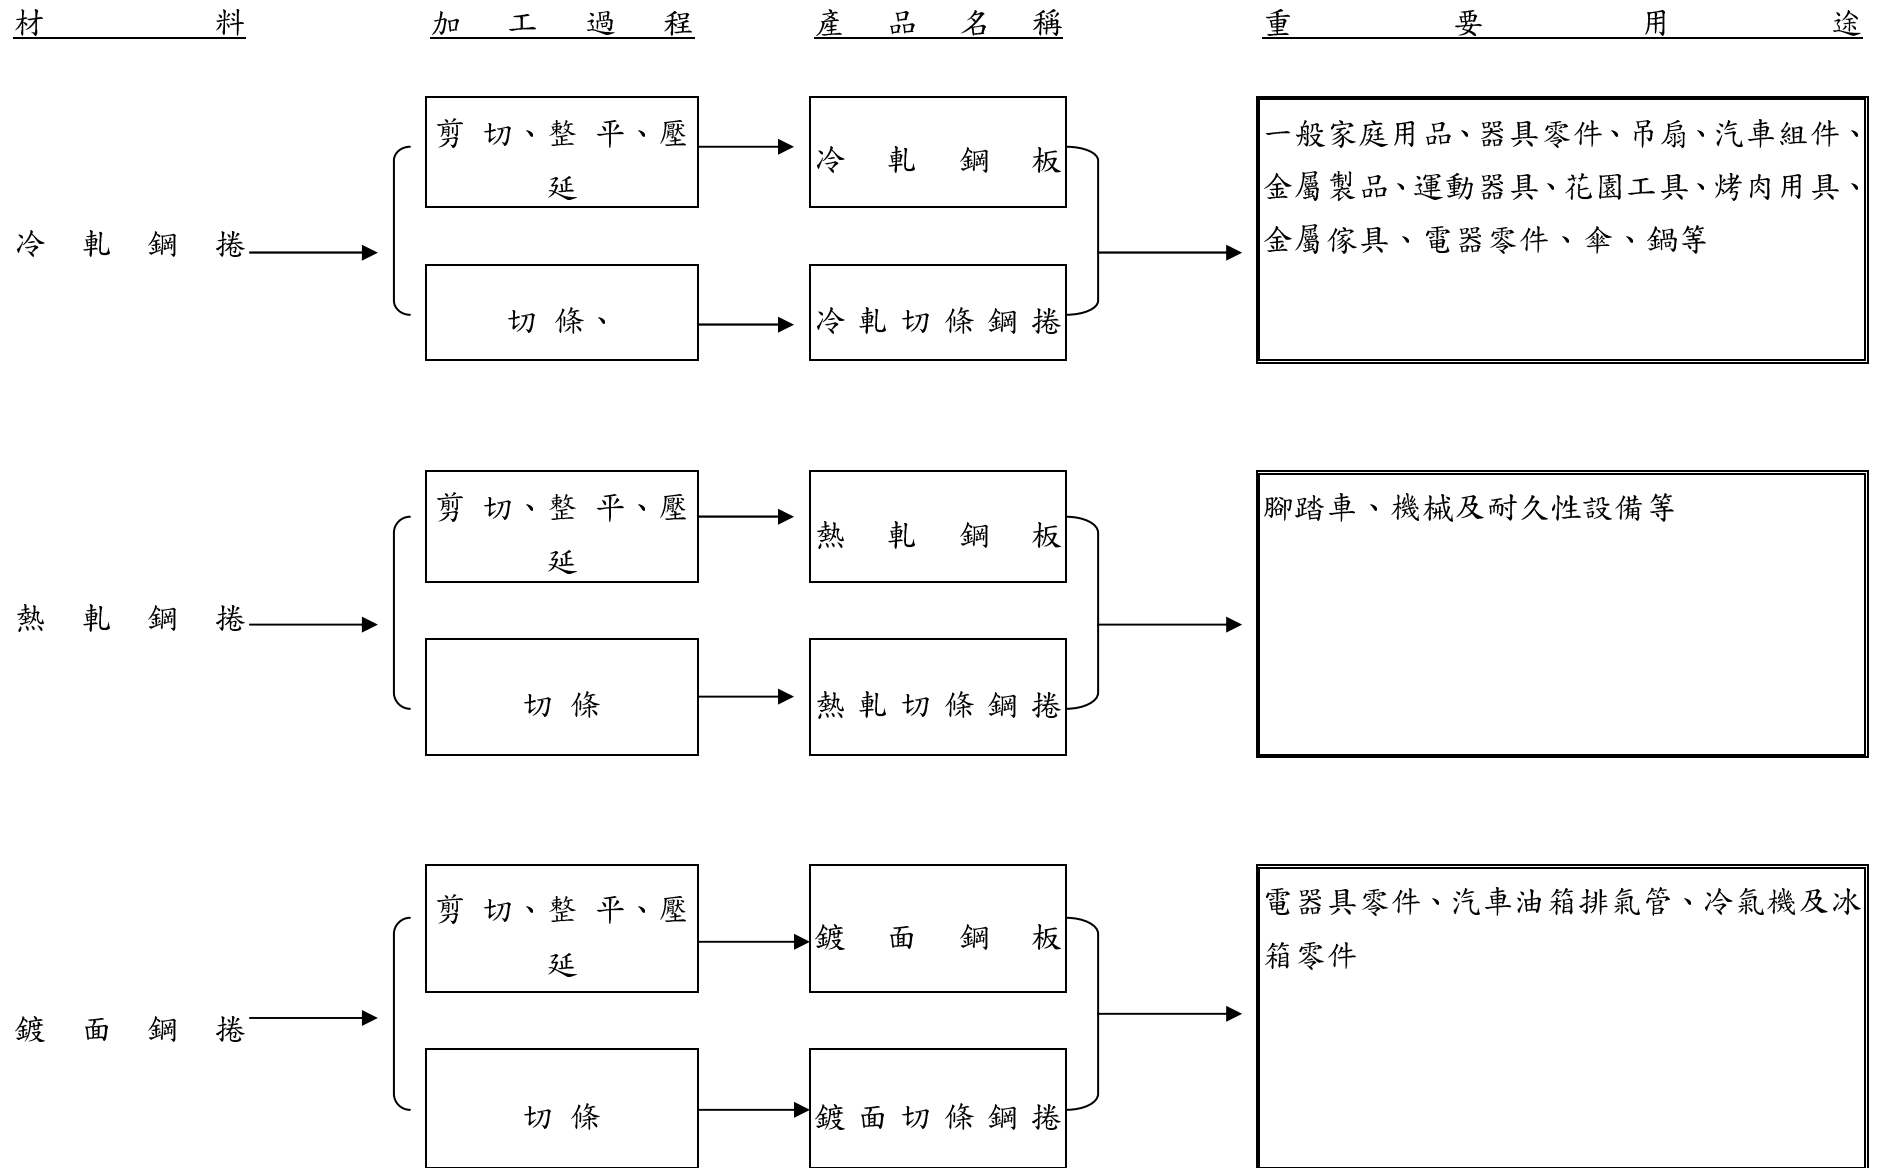 材料 加工過程 產品名稱 重要用途
剪切、整平、壓
延
冷軋鋼板
一般家庭用品、器具零件、吊扇、汽車組件、
金屬製品、運動器具、花園工具、烤肉用具、
金屬傢具、電器零件、傘、鍋等
冷軋鋼捲
切條、
冷軋切條鋼捲
剪切、整平、壓
延
熱軋鋼板
腳踏車、機械及耐久性設備等
熱軋鋼捲
切條
熱軋切條鋼捲
剪切、整平、壓
延
鍍面鋼板
電器具零件、汽車油箱排氣管、冷氣機及冰
箱零件
鍍面鋼捲
切條
鍍面切條鋼捲